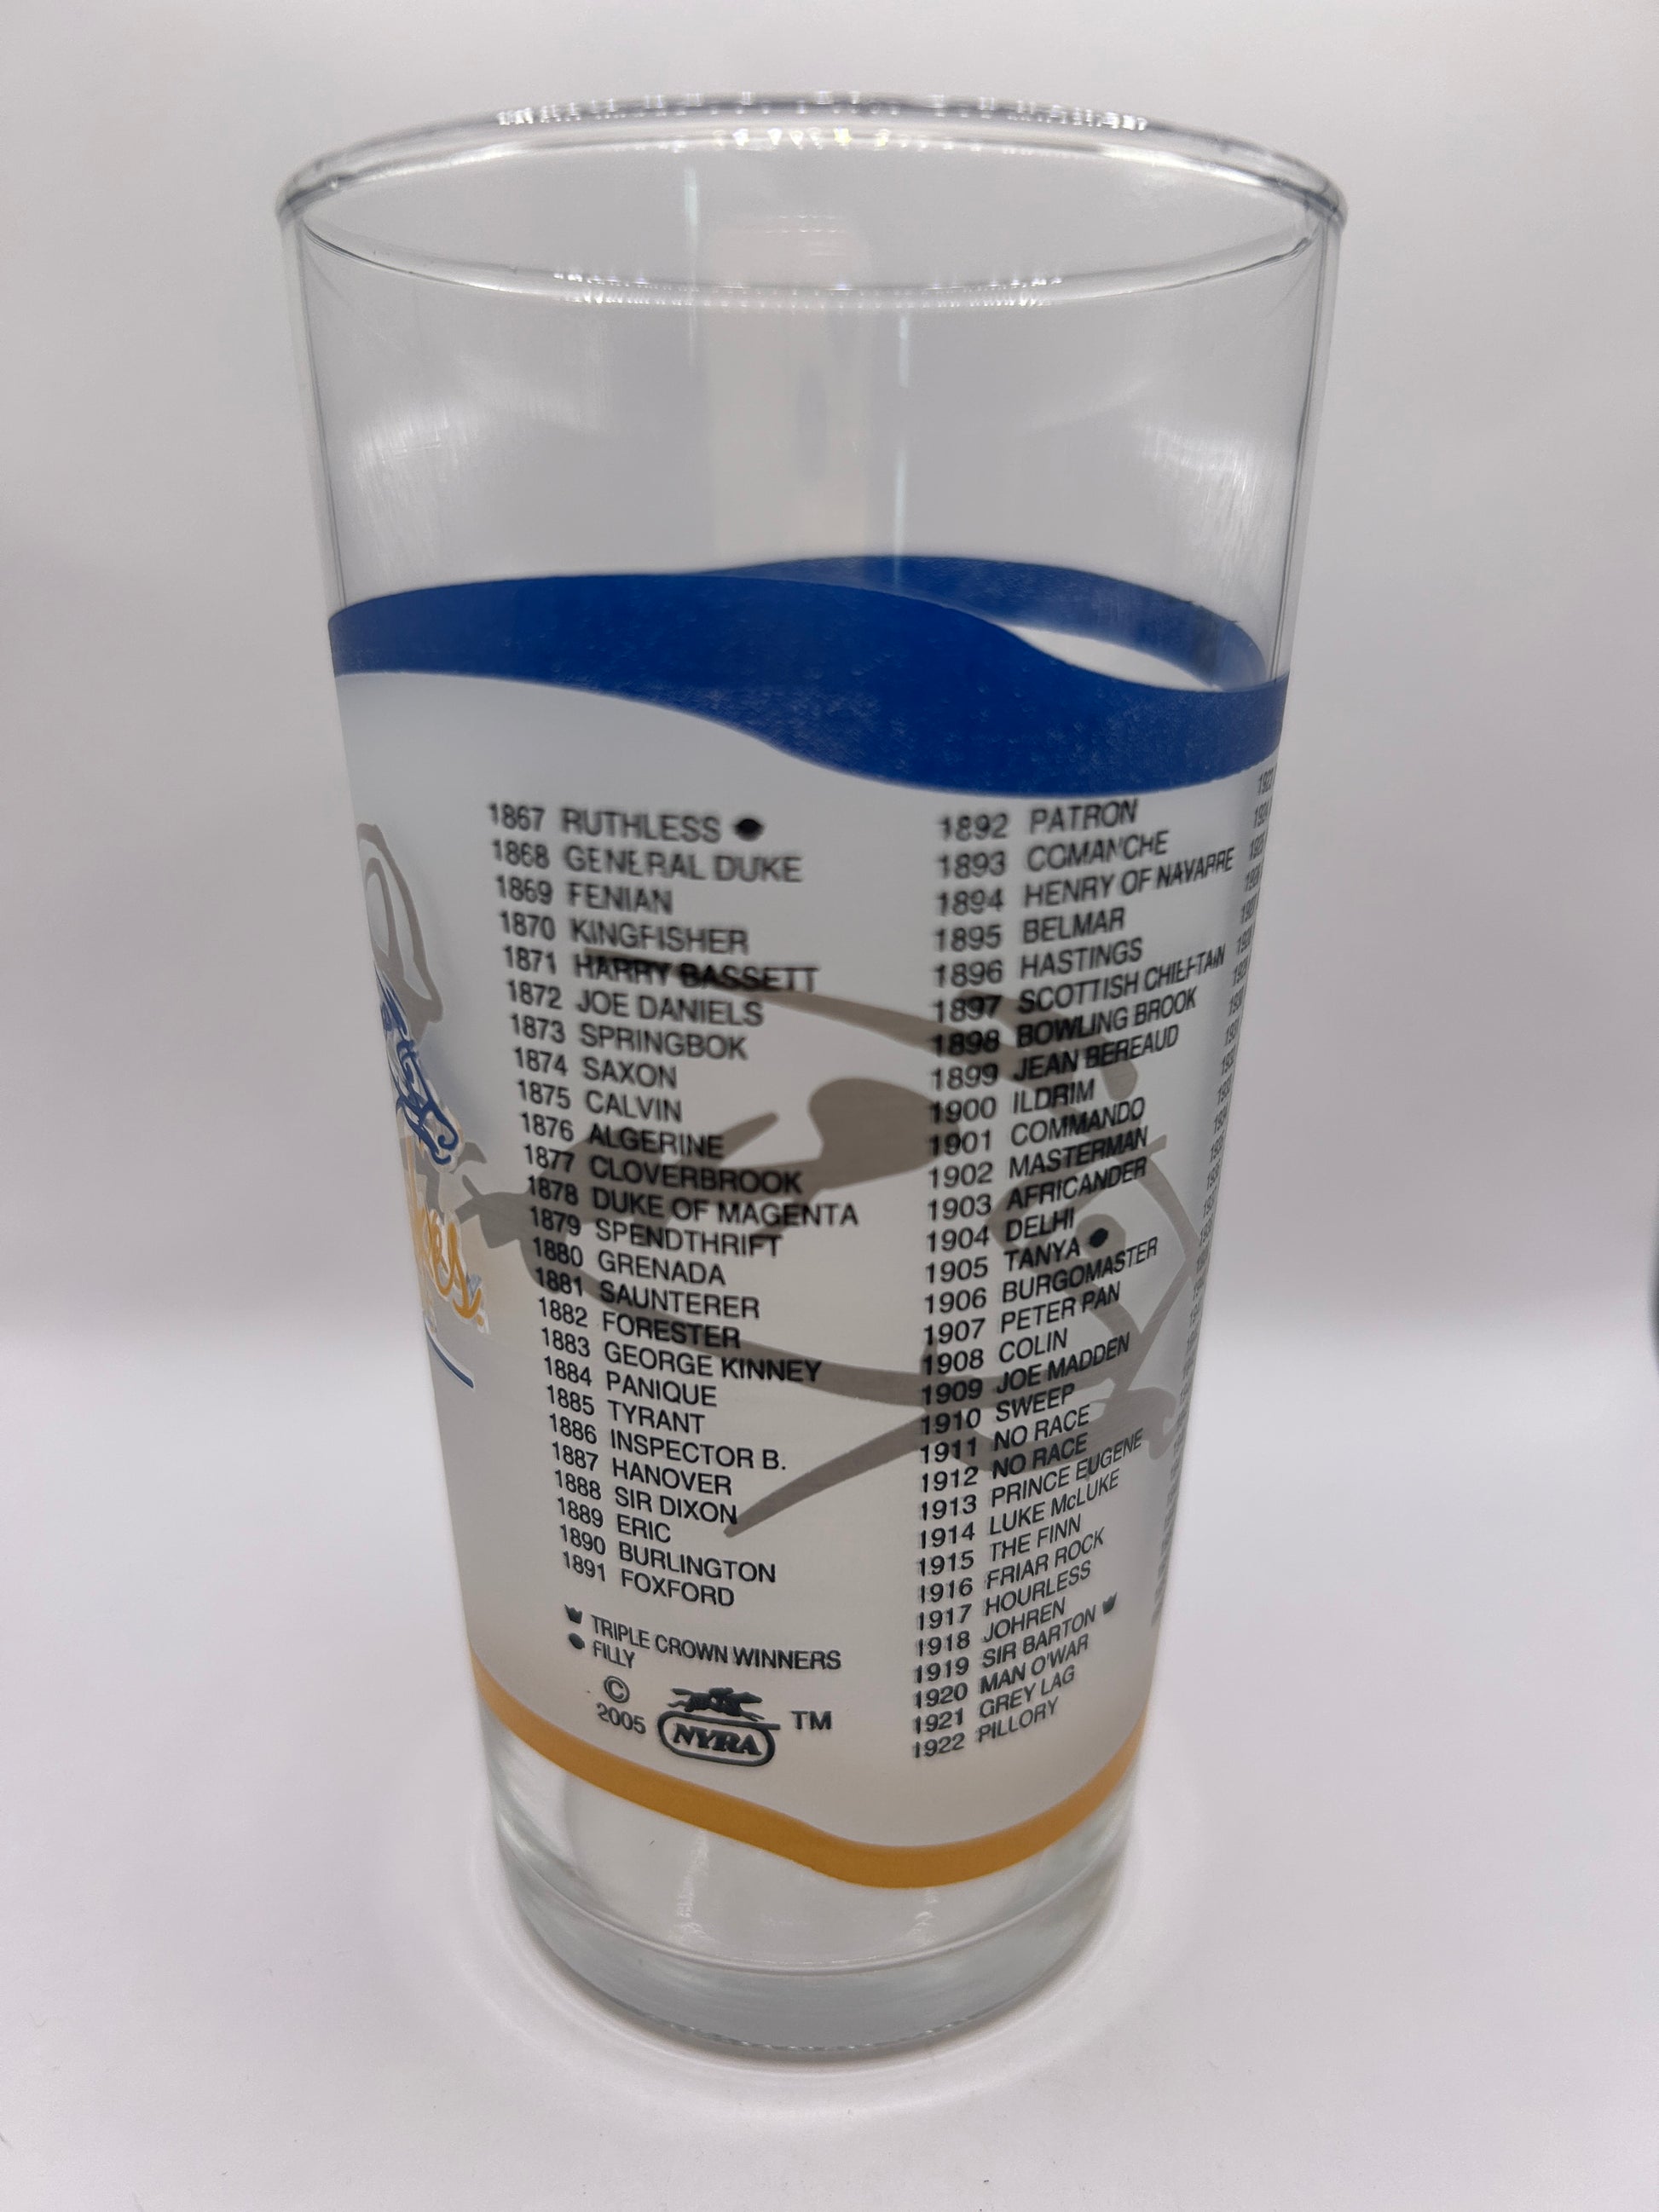 1867 RUTHLESS
1868 GENERAL DUKE
1869 FENIAN
1870 KINGFISHER
1871 HARRY BASSETT
1872 JOE DANIELS
1873 SPRINGBOK
1874 SAXON
1875 CALVIN
1876 ALGERINE
1877 CLOVERBROOK
1878 DUKE OF MAGENTA
1879 SPENDTHRIFT
1880 GRENADA
1881 SAUNTERER
1882 FORESTER
1883 GEORGE KINNEY
1884 PANIQUE
1885 TYRANT
1886 INSPECTOR B.
1887 HANOVER
1888 SIR DIXON
1889 ERIC
1890 BURLINGTON
1891 FOXFORD
TRIPLE CROWN WINNERS
FILLY
©
2005
NYRA TM
1892 PATRON
1893 COMANCHE
1894 HENRY OF NAVARRE
1895 BELMAR
1896 HASTINGS
1897 SCOTTISH CHIEFTAIN
1898 BOWLING BROOK
1899 JEAN BEREAUD
1900 ILDRIM
1901 COMMANDO
1902 MASTERMAN
1903 AFRICANDER
1904 DELHI
1905 TANYA
1906 BURGOMASTER
1907 PETER PAN
1908 COLIN
1909 JOE MADDEN
1910 SWEEP
1911 NO RACE
1912 NO RACE
1913 PRINCE EUGENE
1914 LUKE McLUKE
1915 THE FINN
1916 FRIAR ROCK
1917 HOURLESS
1918 JOHREN
1919 SIR BARTON
1920 MAN O'WAR
1921 GREY LAG
1922 PILLORY